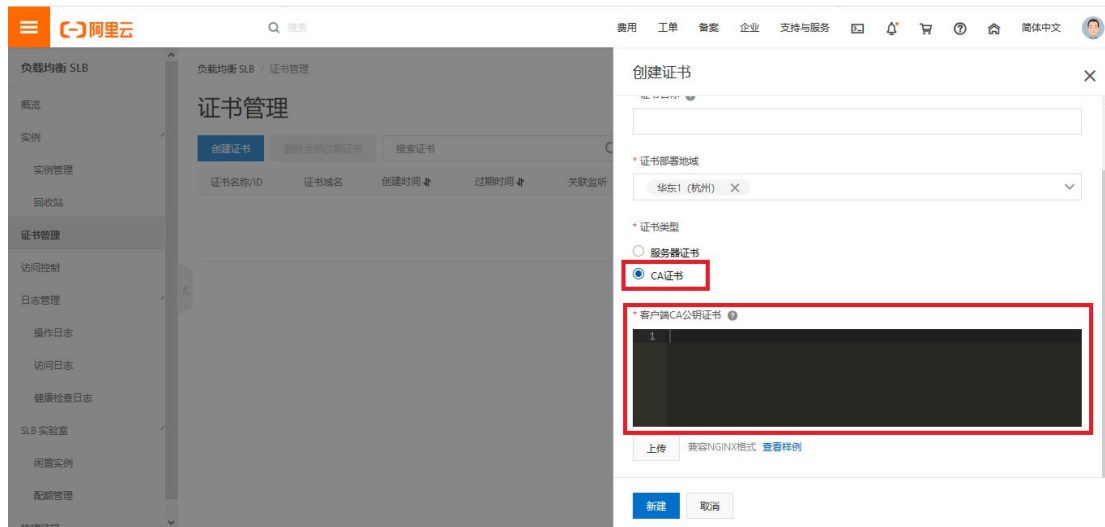 阿里云
搜索
费用 工单 备案 企业 支持与服务 简体中文
负载均衡 SLB
概览
实例
实例管理
回收站
证书管理
访问控制
日志管理
操作日志
访问日志
健康检查日志
SLB 实验室
闲置实例
配额管理
负载均衡 SLB / 证书管理
证书管理
创建证书 删除全部过期证书 搜索证书
证书名称/ID 证书域名 创建时间 过期时间 关联监听
创建证书
证书名称
* 证书部署地域
华东1 (杭州)
* 证书类型
服务器证书
CA证书
* 客户端CA公钥证书
1
上传 兼容NGINX格式 查看样例
新建 取消